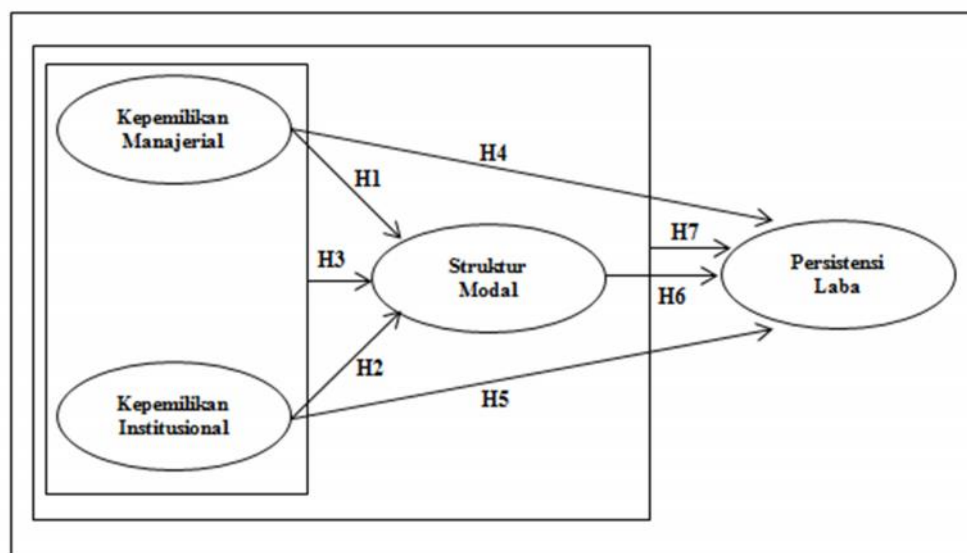 Kepemilikan
Manajerial
H4
H1
H3
Struktur
Modal
H7
H6
Persistensi
Laba
H2
H5
Kepemilikan
Institusional